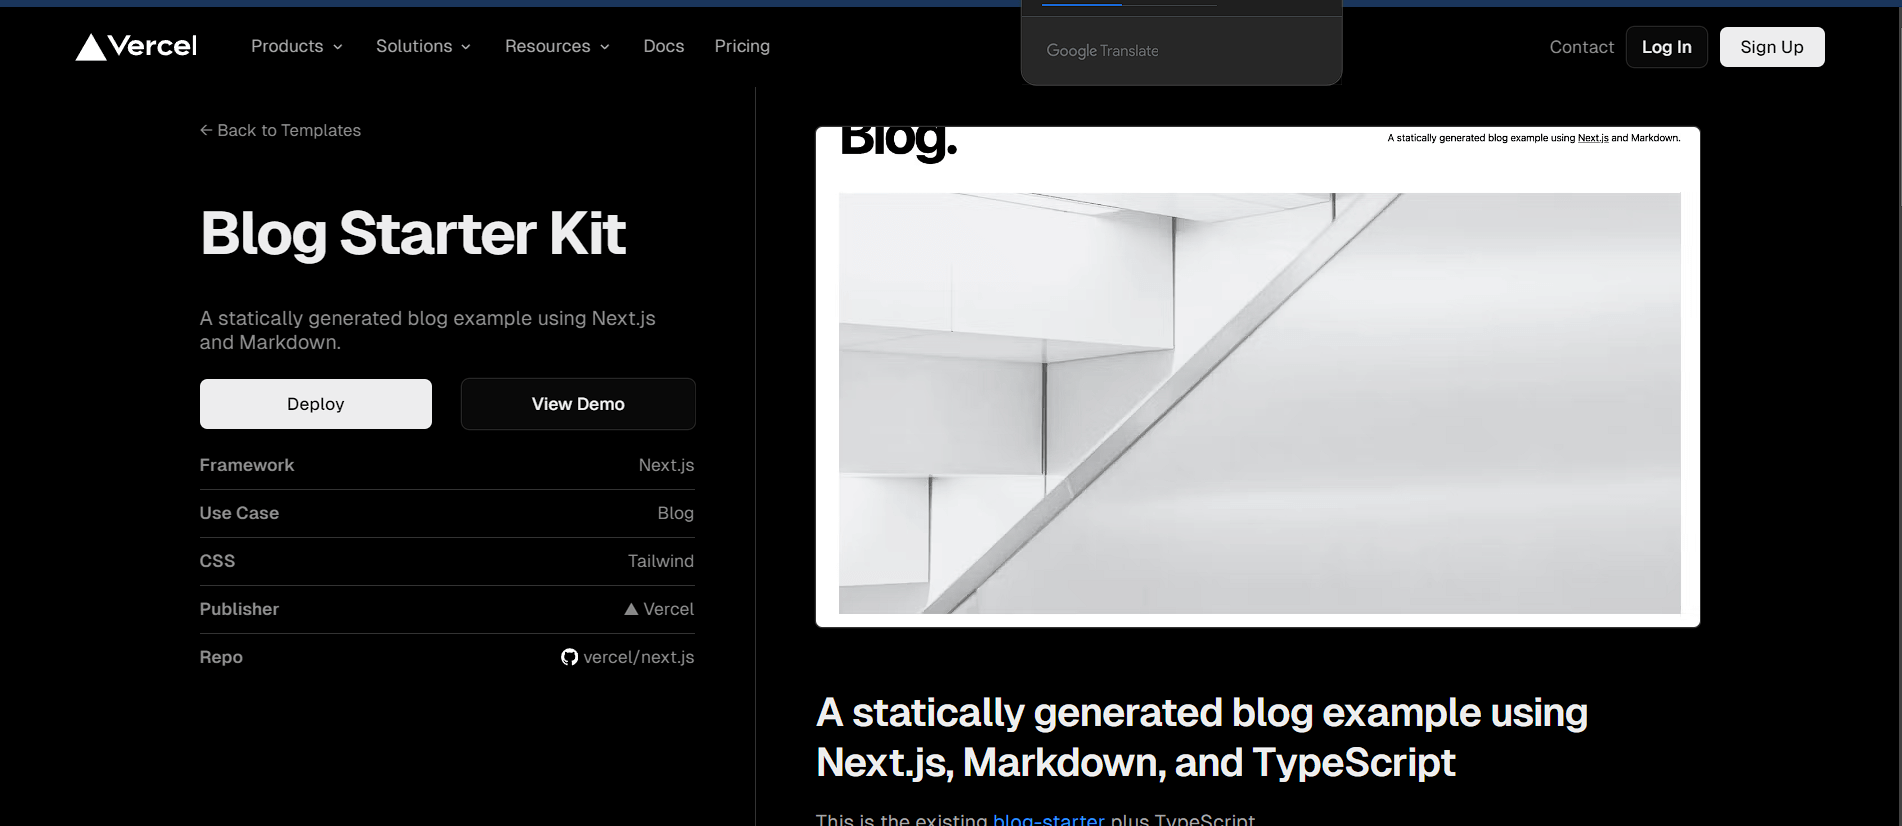 Vercel
Products
Solutions
Resources
Docs
Pricing
Google Translate
Contact
Log In
Sign Up
← Back to Templates
Blog Starter Kit
A statically generated blog example using Next.js
and Markdown.
Deploy
View Demo
Framework Next.js
Use Case Blog
CSS Tailwind
Publisher Vercel
Repo vercel/next.js
Blog.
A statically generated blog example using Next.js and Markdown.
A statically generated blog example using
Next.js, Markdown, and TypeScript
This is the existing blog-starter plus TypeScript